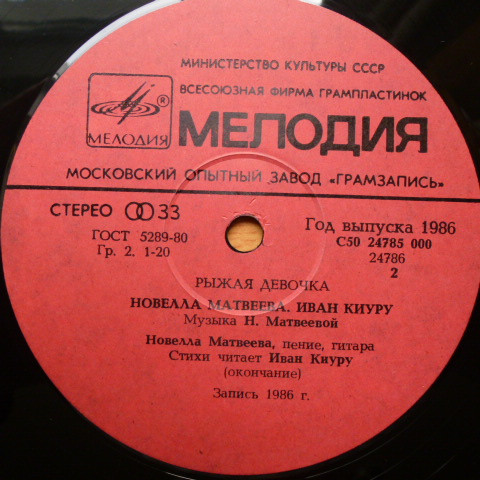 МИНИСТЕРСТВО КУЛЬТУРЫ СССР
ВСЕСОЮЗНАЯ ФИРМА ГРАМПЛАСТИНОК
®
МЕЛОДИЯ
МЕЛОДИЯ
МОСКОВСКИЙ ОПЫТНЫЙ ЗАВОД «ГРАМЗАПИСЬ»
СТЕРЕО 33
Год выпуска 1986
ГОСТ 5289-80
С50 24785 000
Гр. 2. 1-20
24786
2
РЫЖАЯ ДЕВОЧКА
НОВЕЛЛА МАТВЕЕВА. ИВАН КИУРУ
Музыка Н. Матвеевой
Новелла Матвеева, пение, гитара
Стихи читает Иван Киуру
(окончание)
Запись 1986 г.